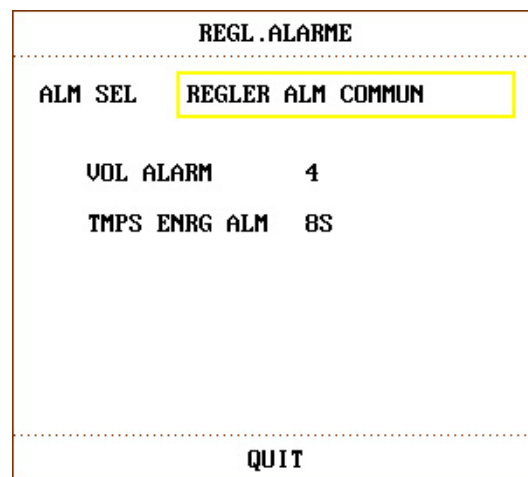 REGL.ALARME
ALM SEL REGLER ALM COMMUN
VOL ALARM 4
TMPS ENRG ALM 8S
QUIT